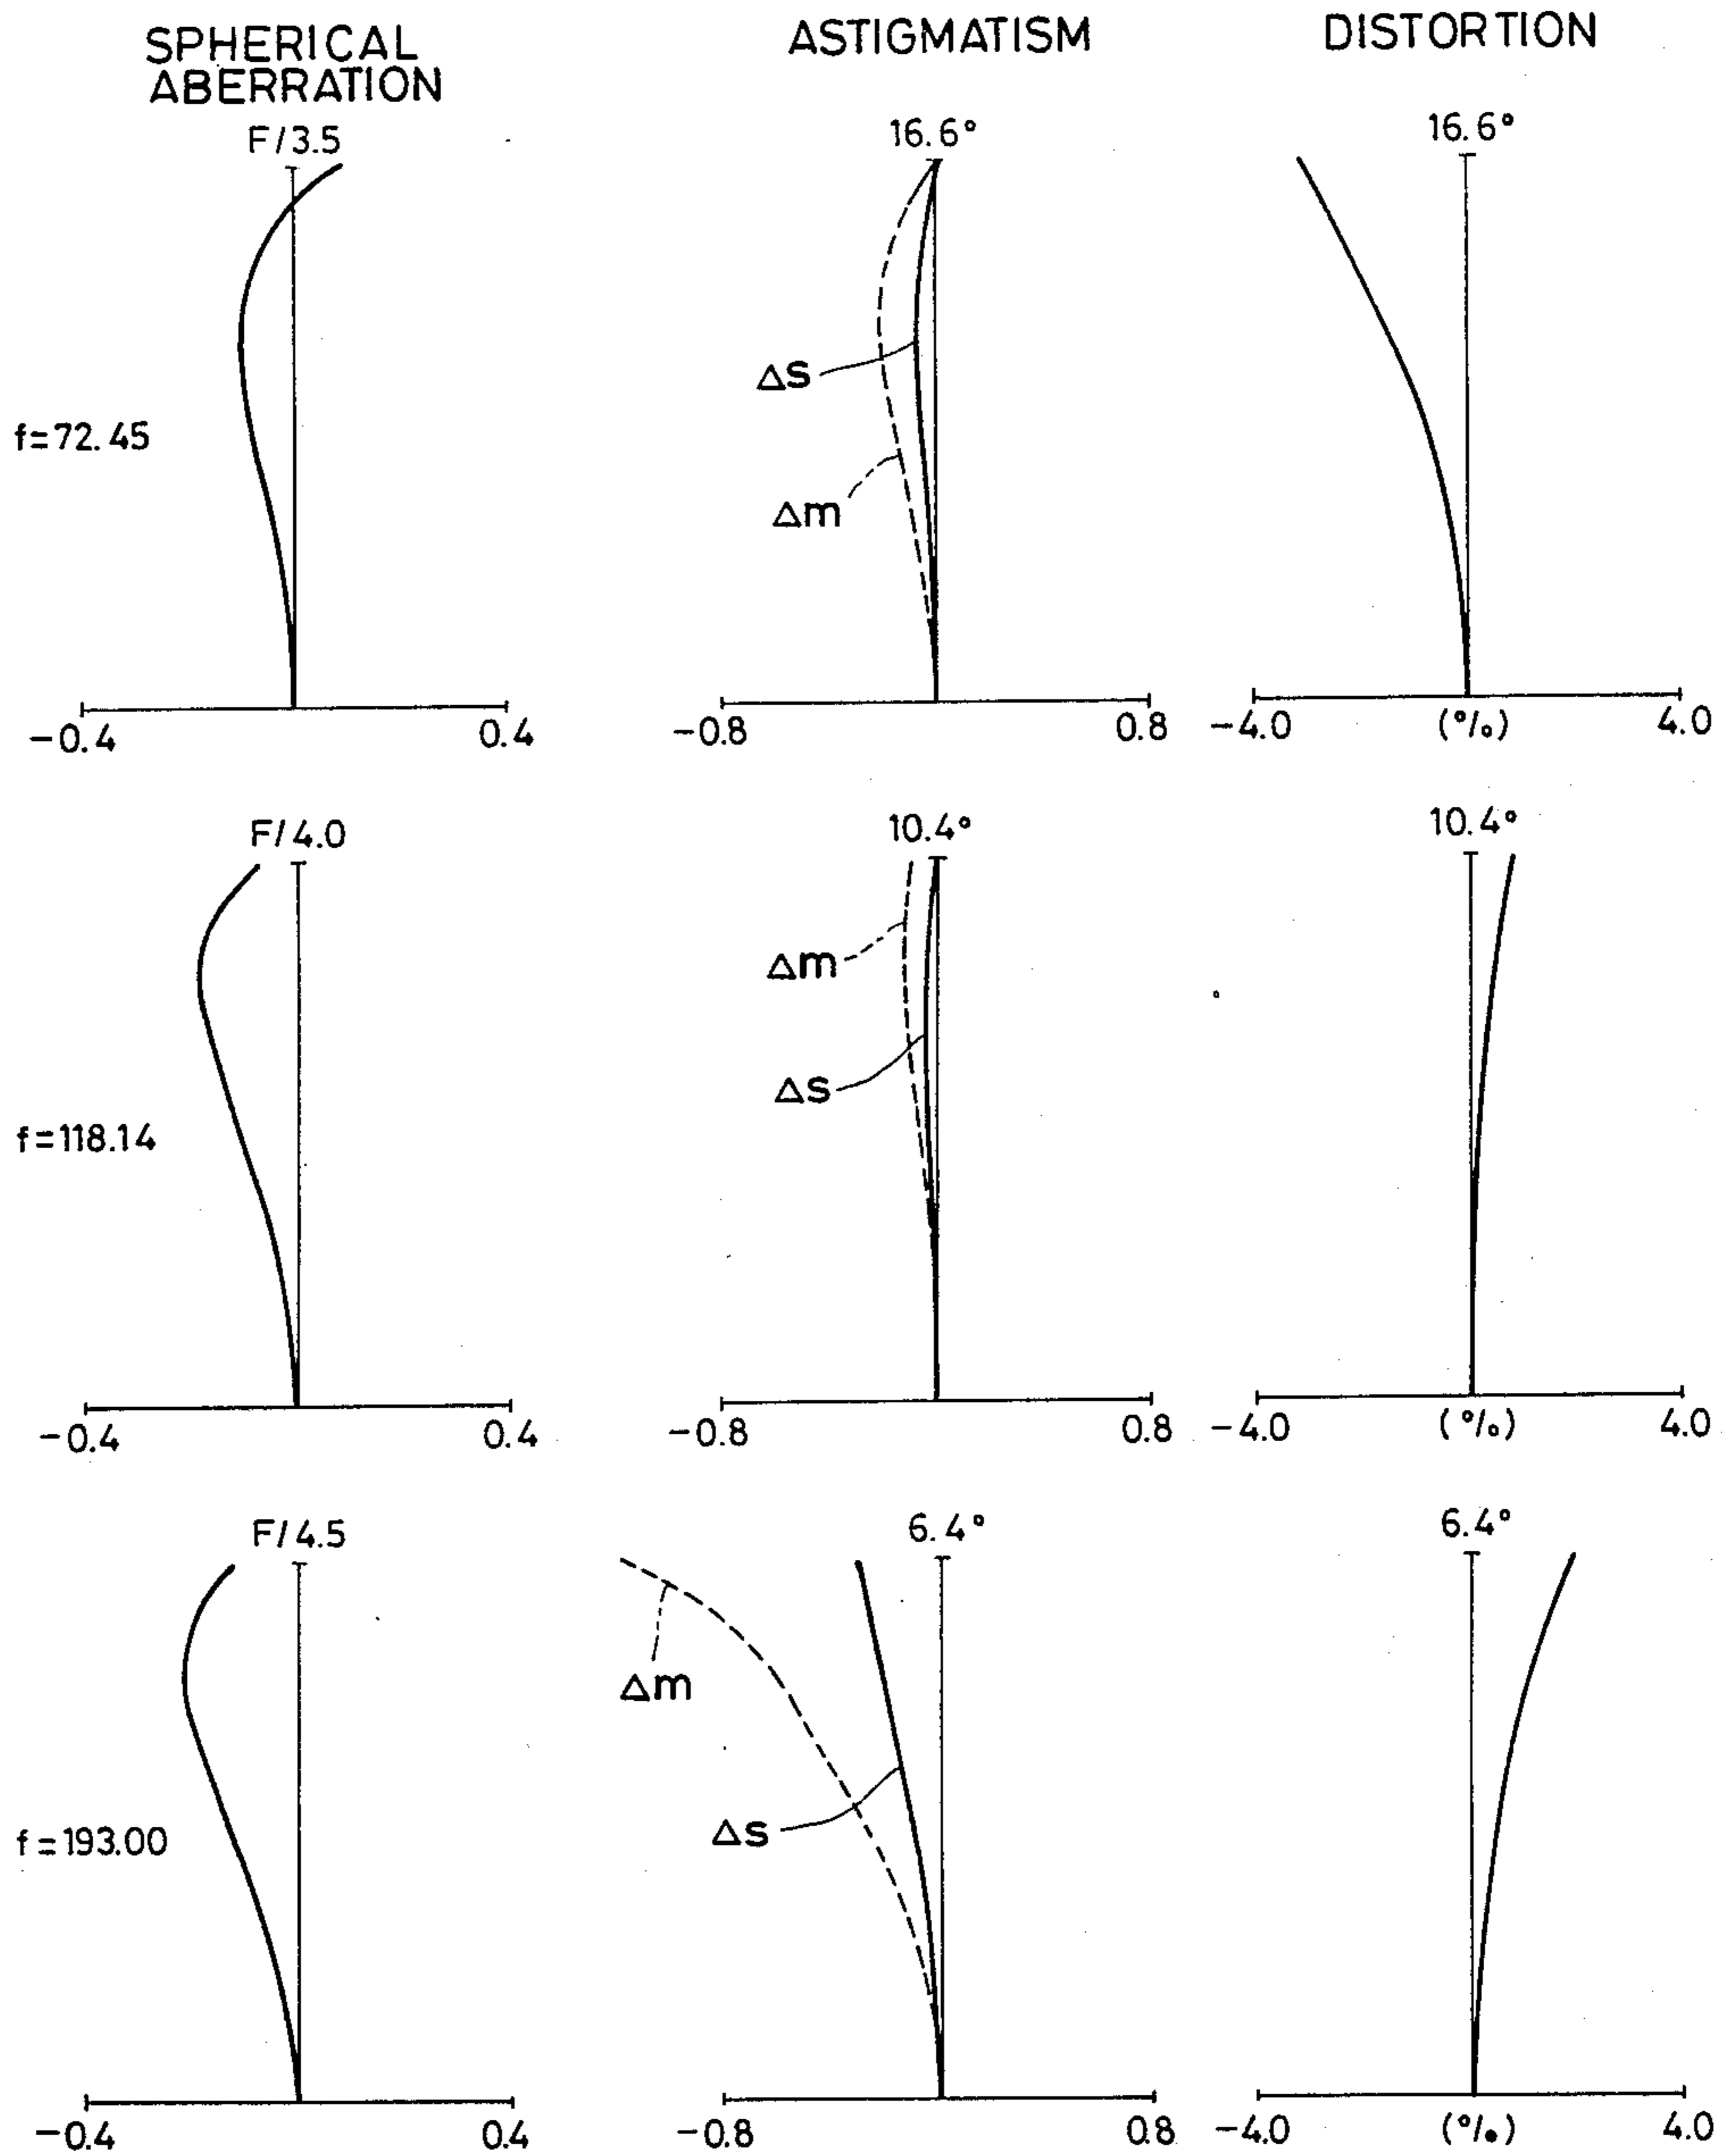 SPHERICAL
ABERRATION
ASTIGMATISM
DISTORTION
F/3.5
16.6°
16.6°
Δs
f=72.45
Δm
-0.4
0.4
-0.8
0.8
-4.0
(%)
4.0
F/4.0
10.4°
10.4°
Δm
Δs
f=118.14
-0.4
0.4
-0.8
0.8
-4.0
(%)
4.0
F/4.5
6.4°
6.4°
Δm
Δs
f=193.00
-0.4
0.4
-0.8
0.8
-4.0
(%)
4.0